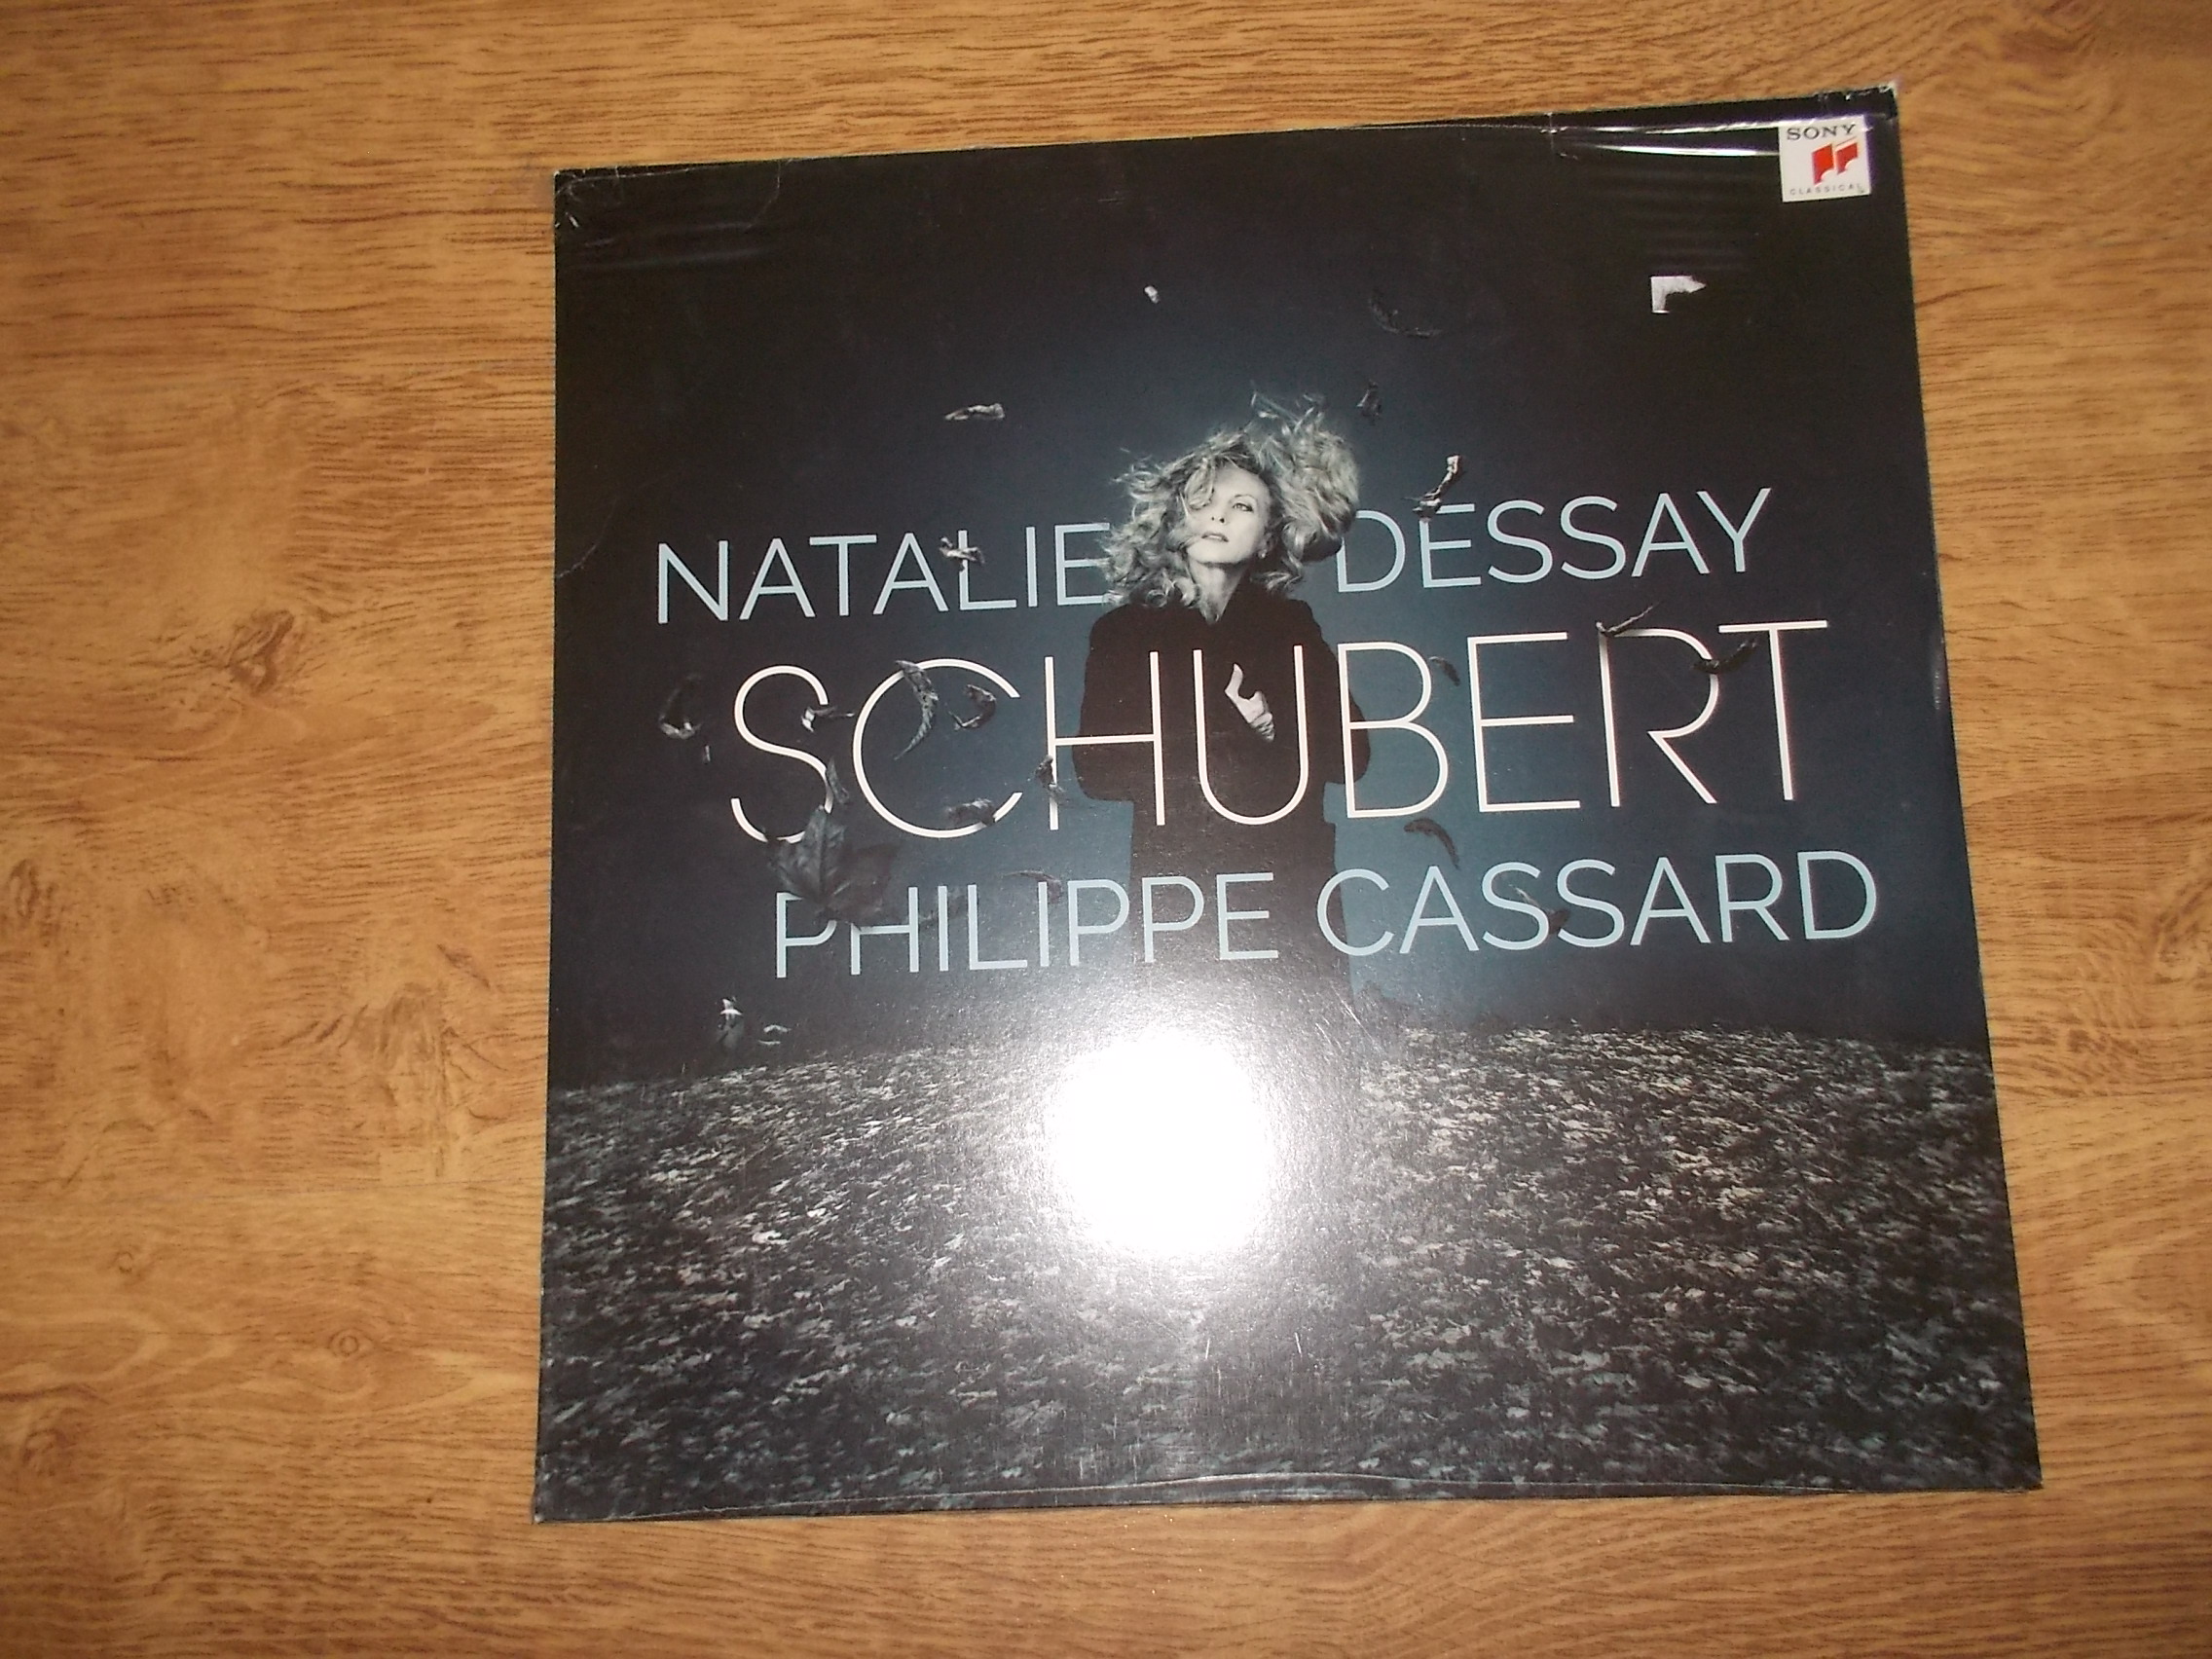 SONY
CLASSICAL
NATALIE DESSAY
SCHUBERT
PHILIPPE CASSARD